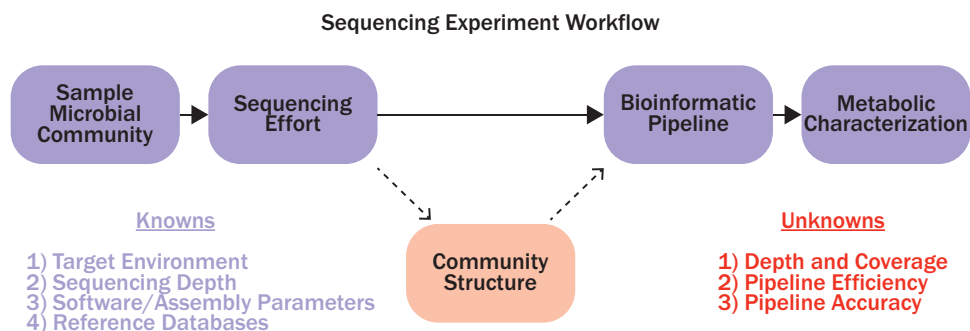 Sequencing Experiment Workflow
Sample
Microbial
Community
Sequencing
Effort
Bioinformatic
Pipeline
Metabolic
Characterization
Community
Structure
Knowns
1) Target Environment
2) Sequencing Depth
3) Software/Assembly Parameters
4) Reference Databases
Unknowns
1) Depth and Coverage
2) Pipeline Efficiency
3) Pipeline Accuracy